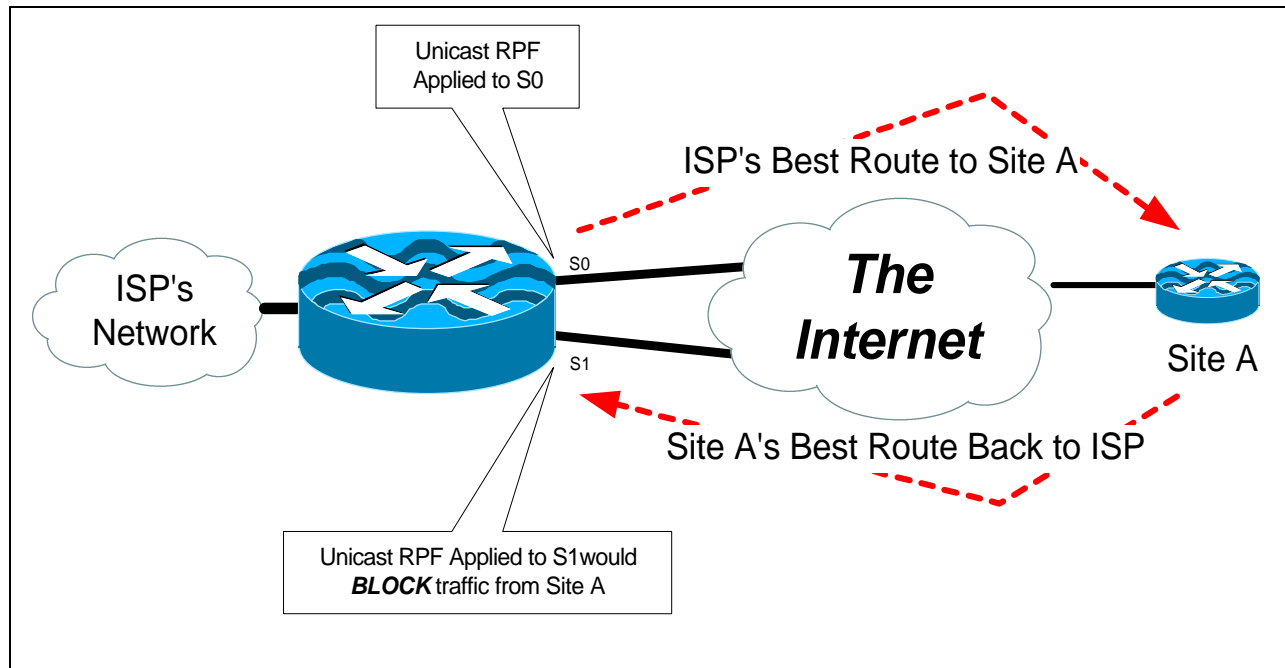 Unicast RPF
Applied to S0
ISP's Best Route to Site A
S0
ISP's
Network
The
Internet
S1
Site A
Site A's Best Route Back to ISP
Unicast RPF Applied to S1would
BLOCK traffic from Site A